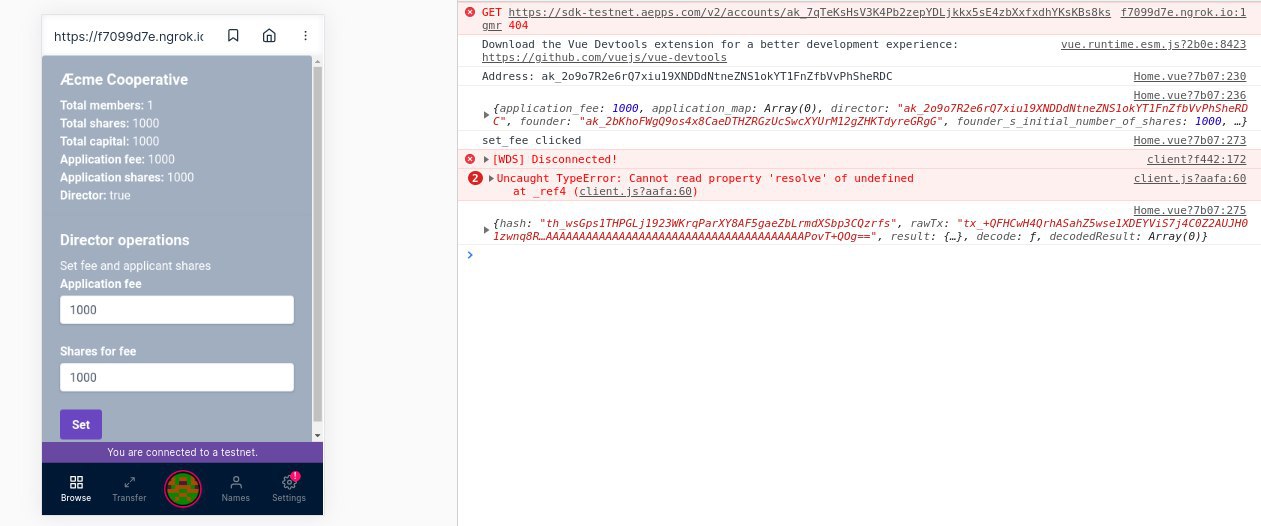 https://f7099d7e.ngrok.ic
Æcme Cooperative
Total members: 1
Total shares: 1000
Total capital: 1000
Application fee: 1000
Application shares: 1000
Director: true
Director operations
Set fee and applicant shares
Application fee
1000
Shares for fee
1000
Set
You are connected to a testnet.
Browse
Transfer
Names
!
Settings
GET https://sdk-testnet.aepps.com/v2/accounts/ak_7qTeKsHsV3K4Pb2zepYDLjkkx5sE4zbXxfxdhYKsKBs8ks f7099d7e.ngrok.io:1
gmr 404
Download the Vue Devtools extension for a better development experience: vue.runtime.esm.js?2b0e:8423
https://github.com/vuejs/vue-devtools
Address: ak_2o9o7R2e6rQ7xiu19XNDDdNtneZNS1okYT1FnZfbVvPhSheRDC Home.vue?7b07:230
Home.vue?7b07:236
{application_fee: 1000, application_map: Array(0), director: "ak_2o9o7R2e6rQ7xiu19XNDDdNtneZNS1okYT1FnZfbVvPhSheRD
C", founder: "ak_2bKhoFWgQ9os4x8CaeDTHZRGzUcSwcXYUrM12gZHKTdyreGRgG", founder_s_initial_number_of_shares: 1000, …}
set_fee clicked Home.vue?7b07:273
[WDS] Disconnected! client?f442:172
2 Uncaught TypeError: Cannot read property 'resolve' of undefined client.js?aafa:60
at _ref4 (client.js?aafa:60)
Home.vue?7b07:275
{hash: "th_wsGps1THPGLj1923WKrqParXY8AF5gaeZbLrmdXSbp3CQzrfs", rawTx: "tx_+QFHCwH4QrhASahZ5wse1XDEYViS7j4C0Z2AUJH0
1zwnq8R…AAAAAAAAAAAAAAAAAAAAAAAAAAAAAAAAAAAAAAPovT+QOg==", result: {…}, decode: ƒ, decodedResult: Array(0)}